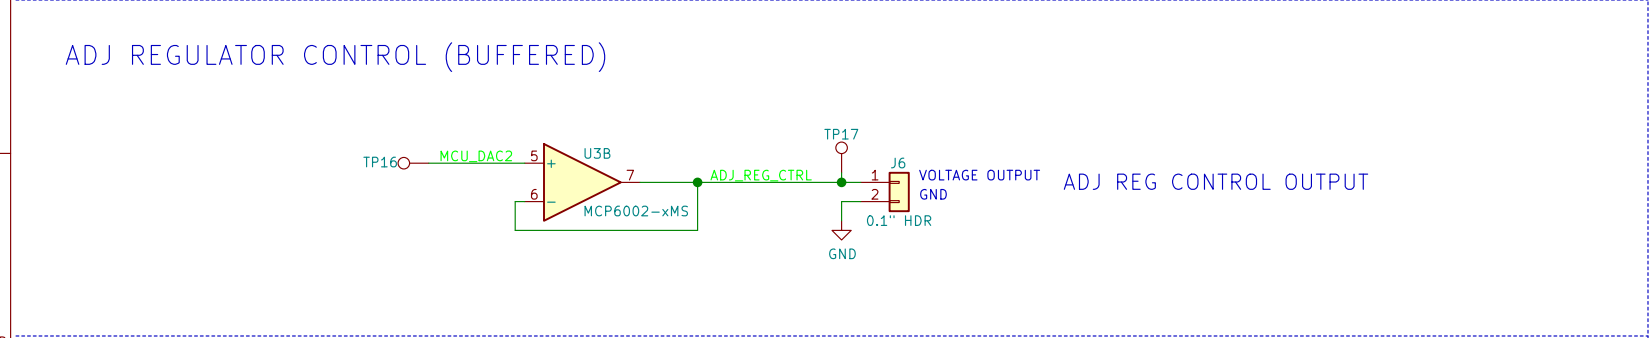 ADJ REGULATOR CONTROL (BUFFERED)
TP17
TP16
MCU_DAC2
5
+
U3B
7
ADJ_REG_CTRL
J6
1
VOLTAGE OUTPUT
ADJ REG CONTROL OUTPUT
6
-
2
GND
MCP6002-xMS
0.1" HDR
GND